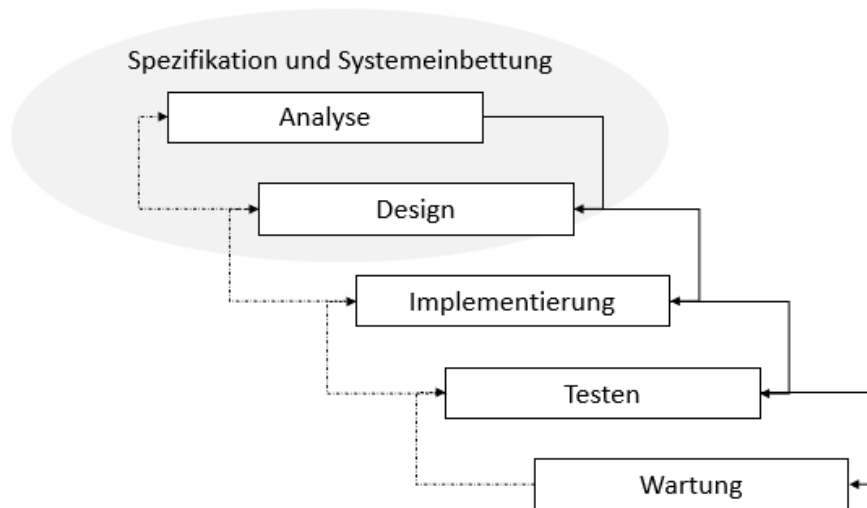 Spezifikation und Systemeinbettung
Analyse
Design
Implementierung
Testen
Wartung